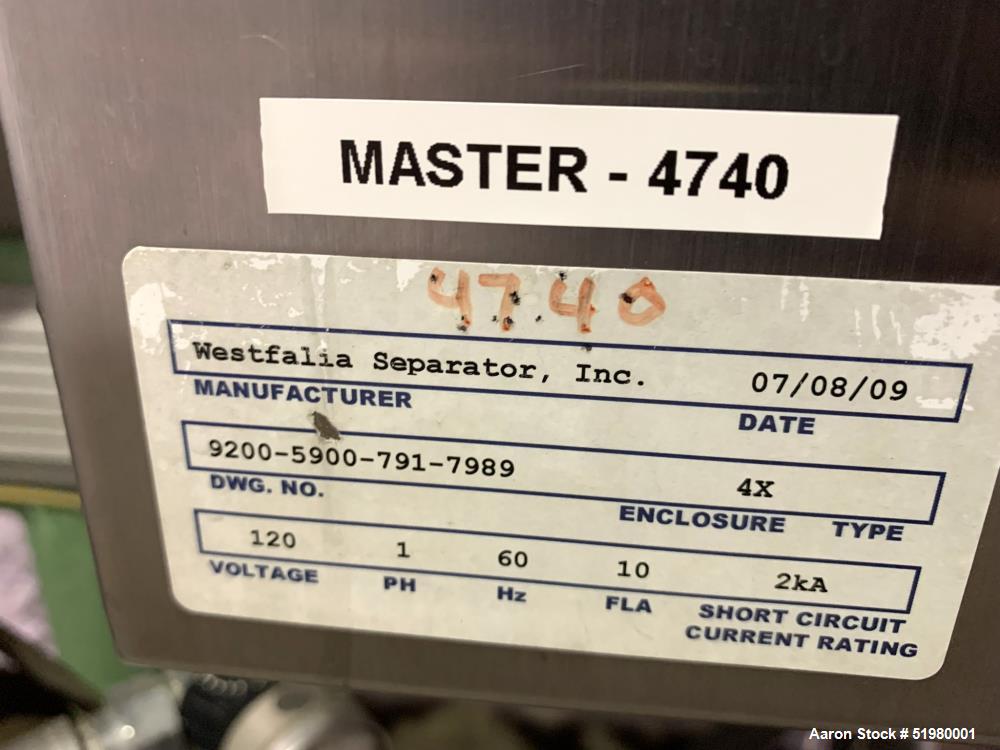 MASTER - 4740
4740
Westfalia Separator, Inc. 07/08/09
MANUFACTURER DATE
9200-5900-791-7989 4X
DWG. NO. ENCLOSURE TYPE
120 1 60 10 2kA
VOLTAGE PH Hz FLA SHORT CIRCUIT
CURRENT RATING
Aaron Stock # 51980001